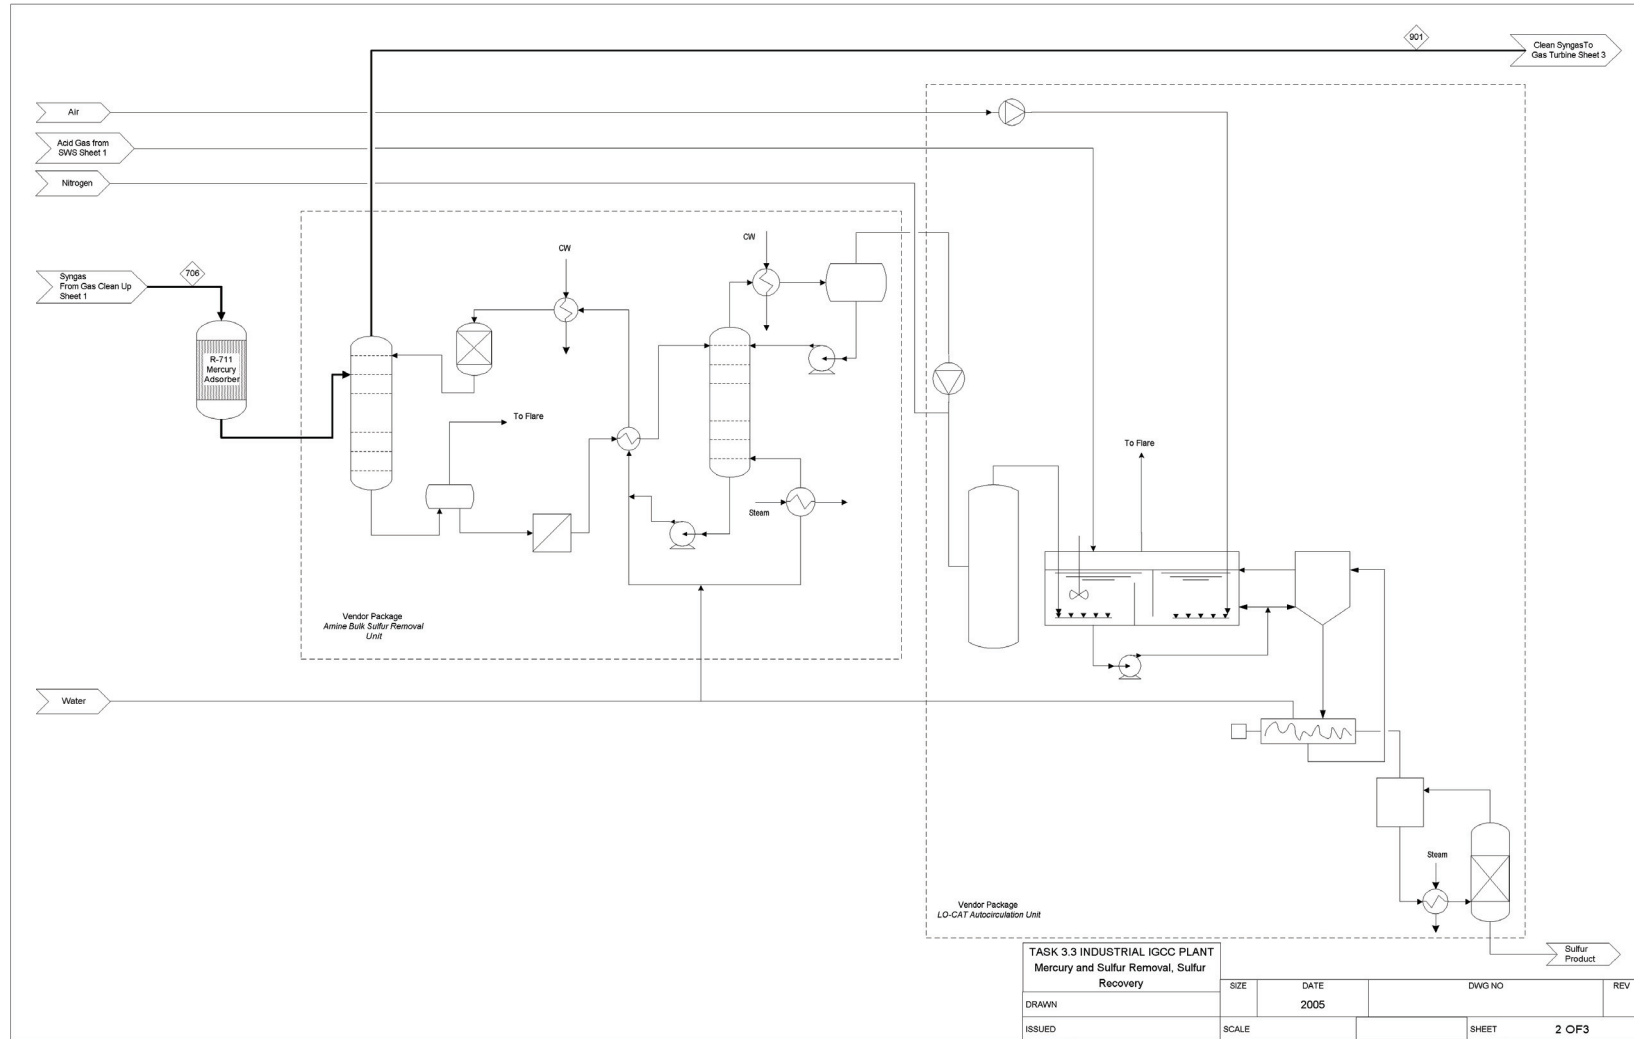 901
Clean SyngasTo
Gas Turbine Sheet 3
Air
Acid Gas from
SWS Sheet 1
Nitrogen
CW
CW
706
Syngas
From Gas Clean Up
Sheet 1
R-711
Mercury
Adsorber
To Flare
To Flare
Steam
Vendor Package
Amine Bulk Sulfur Removal
Unit
Water
Steam
Vendor Package
LO-CAT Autocirculation Unit
Sulfur
Product
TASK 3.3 INDUSTRIAL IGCC PLANT
Mercury and Sulfur Removal, Sulfur
Recovery
SIZE
DATE
DWG NO
REV
DRAWN
2005
ISSUED
SCALE
SHEET
2 OF3